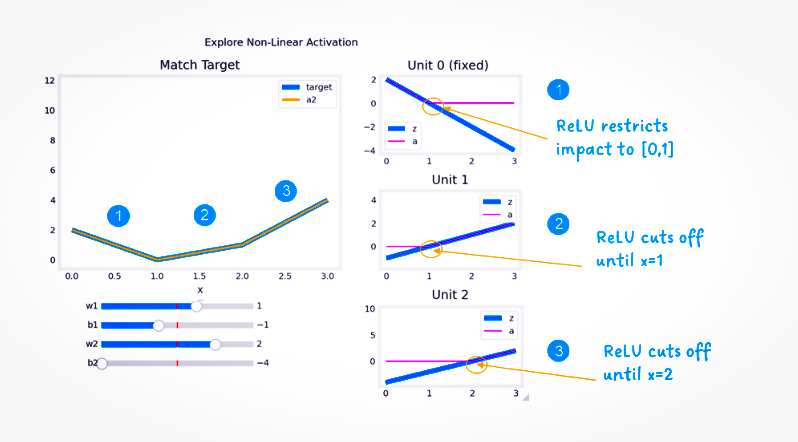 Explore Non-Linear Activation
Match Target
12
10
8
6
4
2
0
target
a2
1
2
3
0.0 0.5 1.0 1.5 2.0 2.5 3.0
x
w1 1
b1 −1
w2 2
b2 −4
Unit 0 (fixed)
2
0
−2
−4
z
a
0 1 2 3
1
ReLU restricts
impact to [0,1]
Unit 1
4
2
0
z
a
0 1 2 3
2
ReLU cuts off
until x=1
Unit 2
10
5
0
z
a
0 1 2 3
3
ReLU cuts off
until x=2